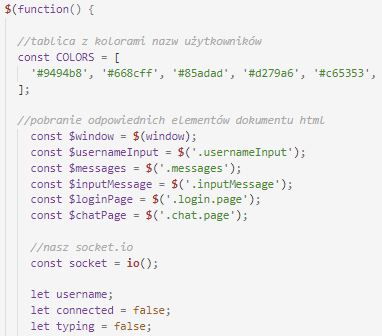 $(function() {
//tablica z kolorami nazw użytkowników
const COLORS = [
'#9494b8', '#668cff', '#85adad', '#d279a6', '#c65353',
];
//pobranie odpowiednich elementów dokumentu html
const $window = $(window);
const $usernameInput = $('.usernameInput');
const $messages = $('.messages');
const $inputMessage = $('.inputMessage');
const $loginPage = $('.login.page');
const $chatPage = $('.chat.page');
//nasz socket.io
const socket = io();
let username;
let connected = false;
let typing = false;